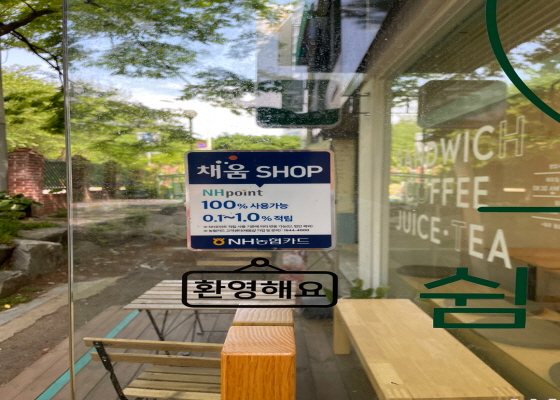 채움 SHOP
NHpoint
100% 사용가능
0.1~1.0% 적립
NH농협카드
환영해요
SANDWICH
COFFEE
JUICE·TEA
쉼